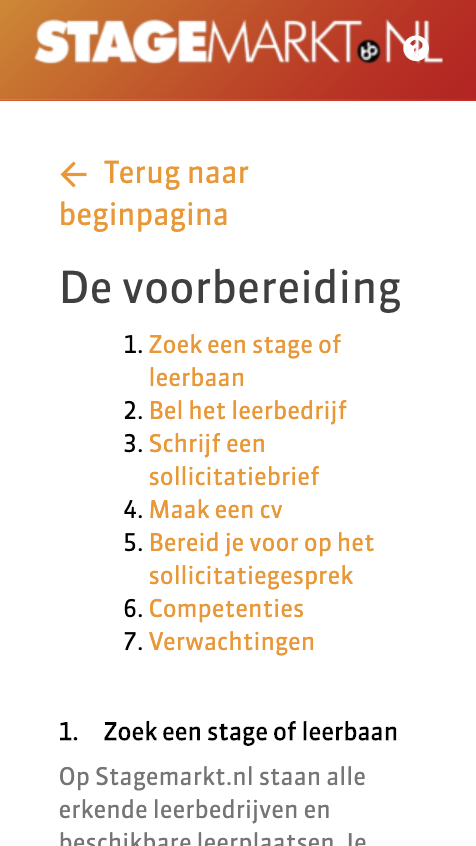 STAGEMARKT.NL
← Terug naar
beginpagina
De voorbereiding
1. Zoek een stage of
leerbaan
2. Bel het leerbedrijf
3. Schrijf een
sollicitatiebrief
4. Maak een cv
5. Bereid je voor op het
sollicitatiegesprek
6. Competenties
7. Verwachtingen
1. Zoek een stage of leerbaan
Op Stagemarkt.nl staan alle
erkende leerbedrijven en
beschikbare leerplaatsen. Je